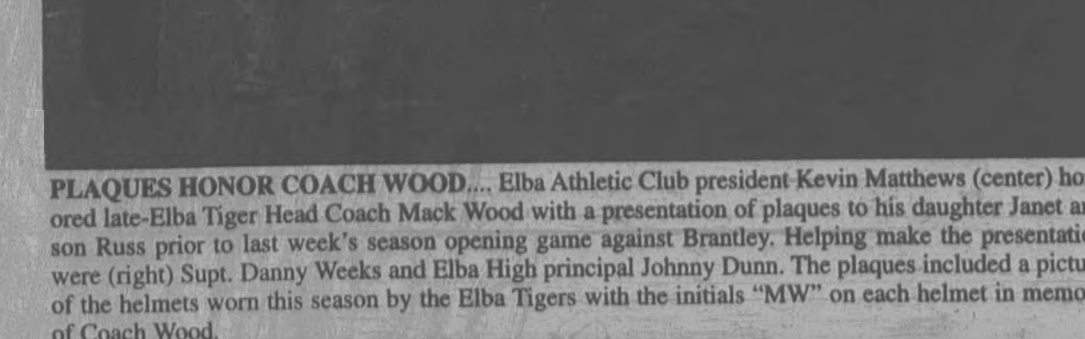 PLAQUES HONOR COACH WOOD.... Elba Athletic Club president Kevin Matthews (center) ho
ored late-Elba Tiger Head Coach Mack Wood with a presentation of plaques to his daughter Janet a
son Russ prior to last week's season opening game against Brantley. Helping make the presentatio
were (right) Supt. Danny Weeks and Elba High principal Johnny Dunn. The plaques included a pictu
of the helmets worn this season by the Elba Tigers with the initials “MW” on each helmet in memo
of Coach Wood.